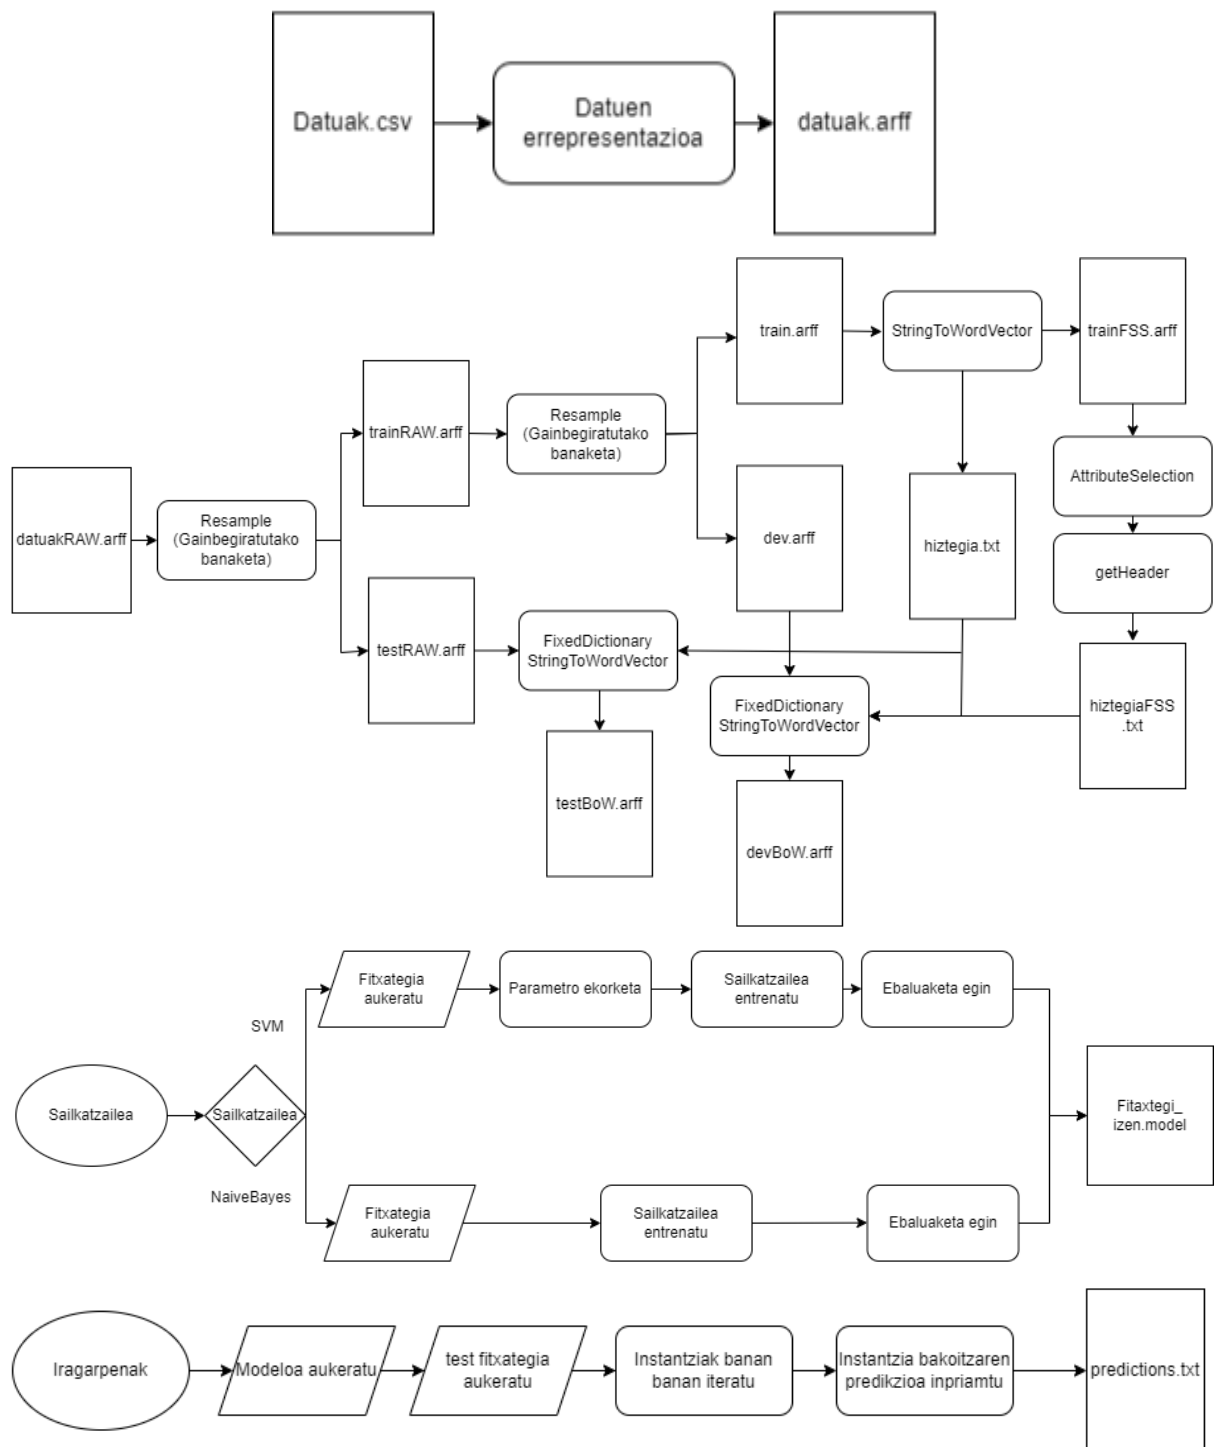 Datuak.csv
Datuen
errepresentazioa
datuak.arff
train.arff
StringToWordVector
trainFSS.arff
trainRAW.arff
Resample
(Gainbegiratutako
banaketa)
AttributeSelection
datuakRAW.arff
Resample
(Gainbegiratutako
banaketa)
dev.arff
hiztegia.txt
getHeader
testRAW.arff
FixedDictionary
StringToWordVector
FixedDictionary
StringToWordVector
hiztegiaFSS
.txt
testBoW.arff
devBoW.arff
Fitxategia
aukeratu
Parametro ekorketa
Sailkatzailea
entrenatu
Ebaluaketa egin
SVM
Sailkatzailea
Sailkatzailea
Fitaxtegi_
izen.model
NaiveBayes
Fitxategia
aukeratu
Sailkatzailea
entrenatu
Ebaluaketa egin
Iragarpenak
Modeloa aukeratu
test fitxategia
aukeratu
Instantziak banan
banan iteratu
Instantzia bakoitzaren
predikzioa inpriamtu
predictions.txt